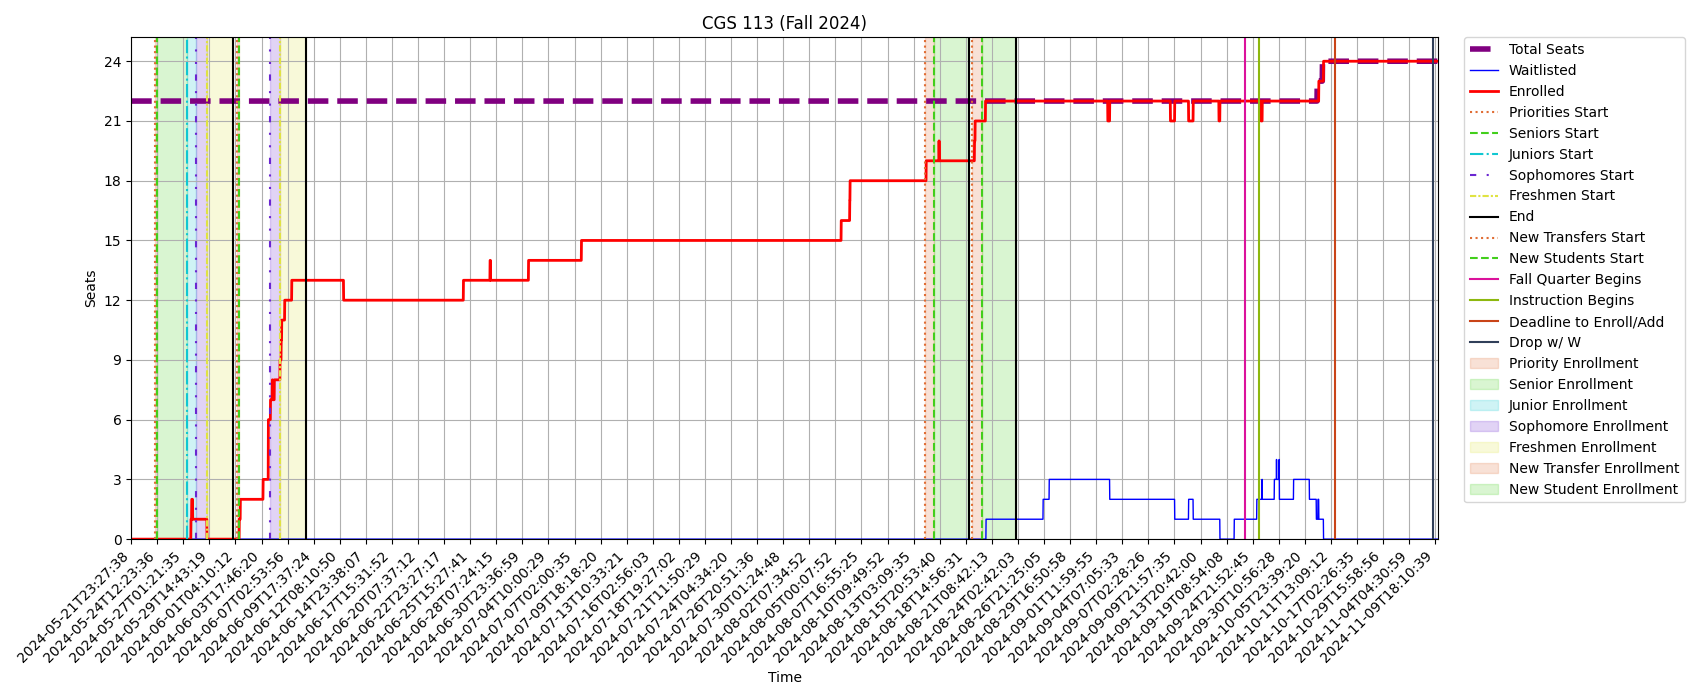 CGS 113 (Fall 2024)
Seats
24
21
18
15
12
9
6
3
0
2024-05-21T23:27:38
2024-05-24T12:23:36
2024-05-27T01:21:35
2024-05-29T14:43:19
2024-06-01T04:10:12
2024-06-03T17:46:20
2024-06-07T02:53:56
2024-06-09T17:37:24
2024-06-12T08:10:50
2024-06-14T23:38:07
2024-06-17T15:31:52
2024-06-20T07:37:12
2024-06-22T23:27:17
2024-06-25T15:27:41
2024-06-28T07:24:15
2024-06-30T23:36:59
2024-07-04T10:00:29
2024-07-07T02:00:35
2024-07-09T18:18:20
2024-07-13T10:33:21
2024-07-16T02:56:03
2024-07-18T19:27:02
2024-07-21T11:50:29
2024-07-24T04:34:20
2024-07-26T20:51:36
2024-07-30T01:24:48
2024-08-02T07:34:52
2024-08-05T00:07:52
2024-08-07T16:55:25
2024-08-10T09:49:52
2024-08-13T03:09:35
2024-08-15T20:53:40
2024-08-18T14:56:31
2024-08-21T08:42:13
2024-08-24T02:42:03
2024-08-26T21:25:05
2024-08-29T16:50:58
2024-09-01T11:59:55
2024-09-04T07:05:33
2024-09-07T02:28:26
2024-09-09T21:57:35
2024-09-13T20:42:00
2024-09-19T08:54:08
2024-09-24T21:52:45
2024-09-30T10:56:28
2024-10-05T23:39:20
2024-10-11T13:09:12
2024-10-17T02:26:35
2024-10-29T15:58:56
2024-11-04T04:30:59
2024-11-09T18:10:39
Time
Total Seats
Waitlisted
Enrolled
Priorities Start
Seniors Start
Juniors Start
Sophomores Start
Freshmen Start
End
New Transfers Start
New Students Start
Fall Quarter Begins
Instruction Begins
Deadline to Enroll/Add
Drop w/ W
Priority Enrollment
Senior Enrollment
Junior Enrollment
Sophomore Enrollment
Freshmen Enrollment
New Transfer Enrollment
New Student Enrollment